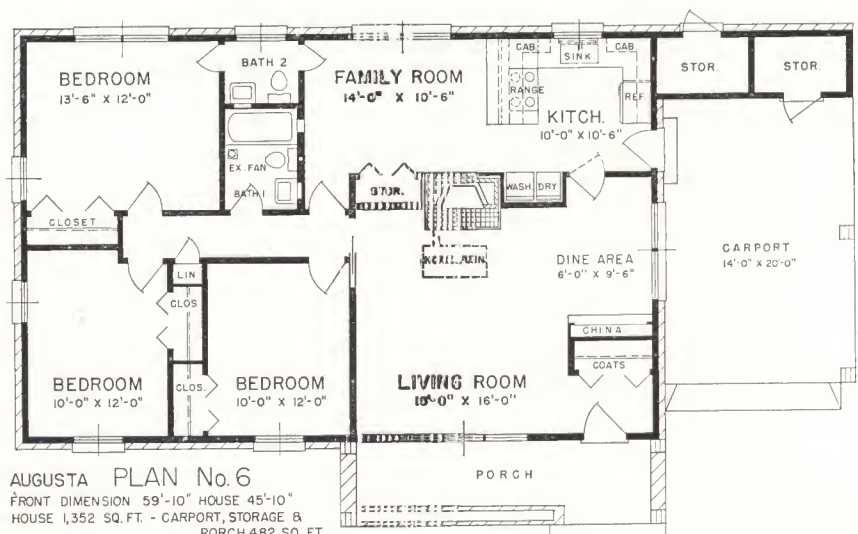 BEDROOM
13'-6" X 12'-0"
BATH 2
FAMILY ROOM
14'-0" X 10'-6"
CAB.
SINK
CAB.
RANGE
REF.
KITCH.
10'-0" X 10'-6"
STOR.
STOR.
EX. FAN
BATH 1
CLOSET
STOR.
WASH. DRY
DINE AREA
6'-0" X 9'-6"
CARPORT
14'-0" X 20'-0"
LIN
CLOS
CLOS.
CHINA
COATS
BEDROOM
10'-0" X 12'-0"
BEDROOM
10'-0" X 12'-0"
LIVING ROOM
X 16'-0"
PORCH
AUGUSTA PLAN No. 6
FRONT DIMENSION 59'-10" HOUSE 45'-10"
HOUSE 1,352 SQ. FT. - CARPORT, STORAGE &
PORCH 482 SQ. FT.